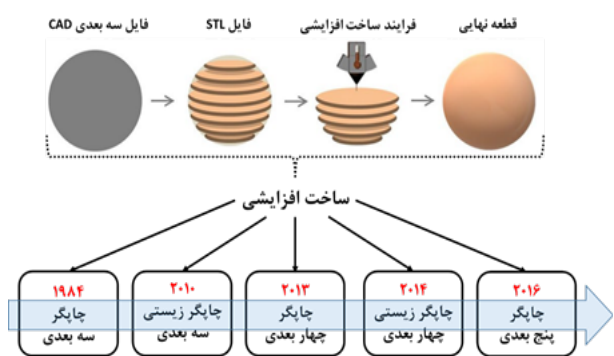 فایل سه بعدی CAD
فایل STL
فرایند ساخت افزایشی
قطعه نهایی
ساخت افزایشی
۱۹۸۴
چاپگر
سه بعدی
۲۰۱۰
چاپگر زیستی
سه بعدی
۲۰۱۳
چاپگر
چهار بعدی
۲۰۱۴
چاپگر زیستی
چهار بعدی
۲۰۱۶
چاپگر
پنج بعدی